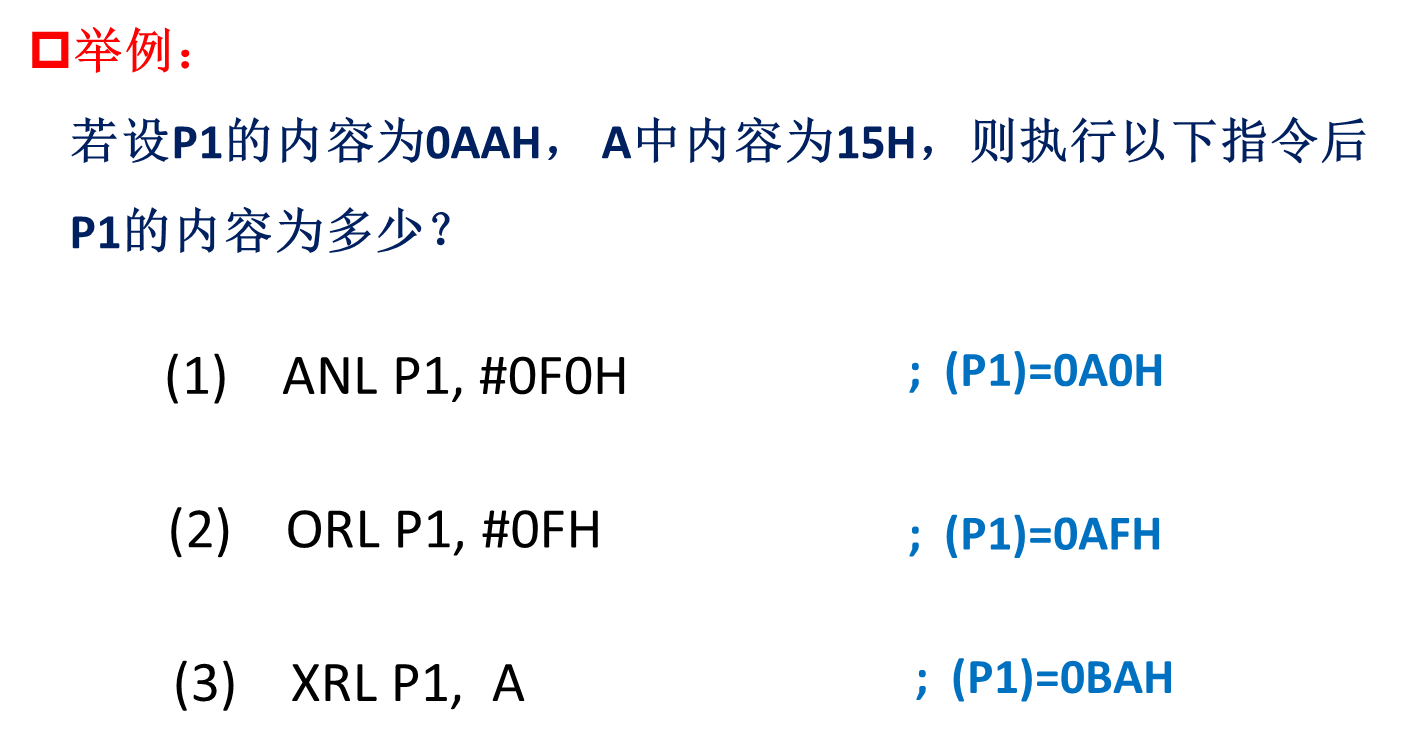 举例：
若设P1的内容为0AAH， A中内容为15H，则执行以下指令后
P1的内容为多少？
(1) ANL P1, #0F0H ；(P1)=0A0H
(2) ORL P1, #0FH ；(P1)=0AFH
(3) XRL P1, A ；(P1)=0BAH